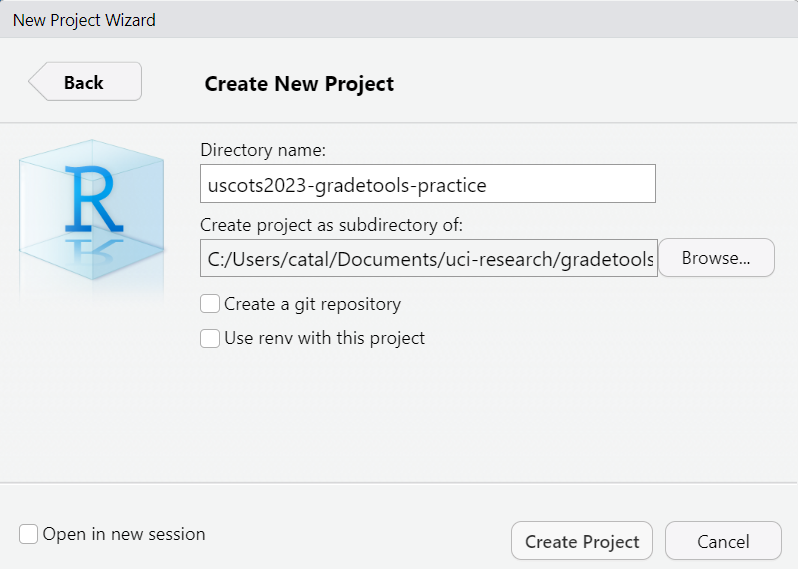 New Project Wizard
Back
Create New Project
R
Directory name:
uscots2023-gradetools-practice
Create project as subdirectory of:
C:/Users/catal/Documents/uci-research/gradetools
Browse...
Create a git repository
Use renv with this project
Open in new session
Create Project
Cancel